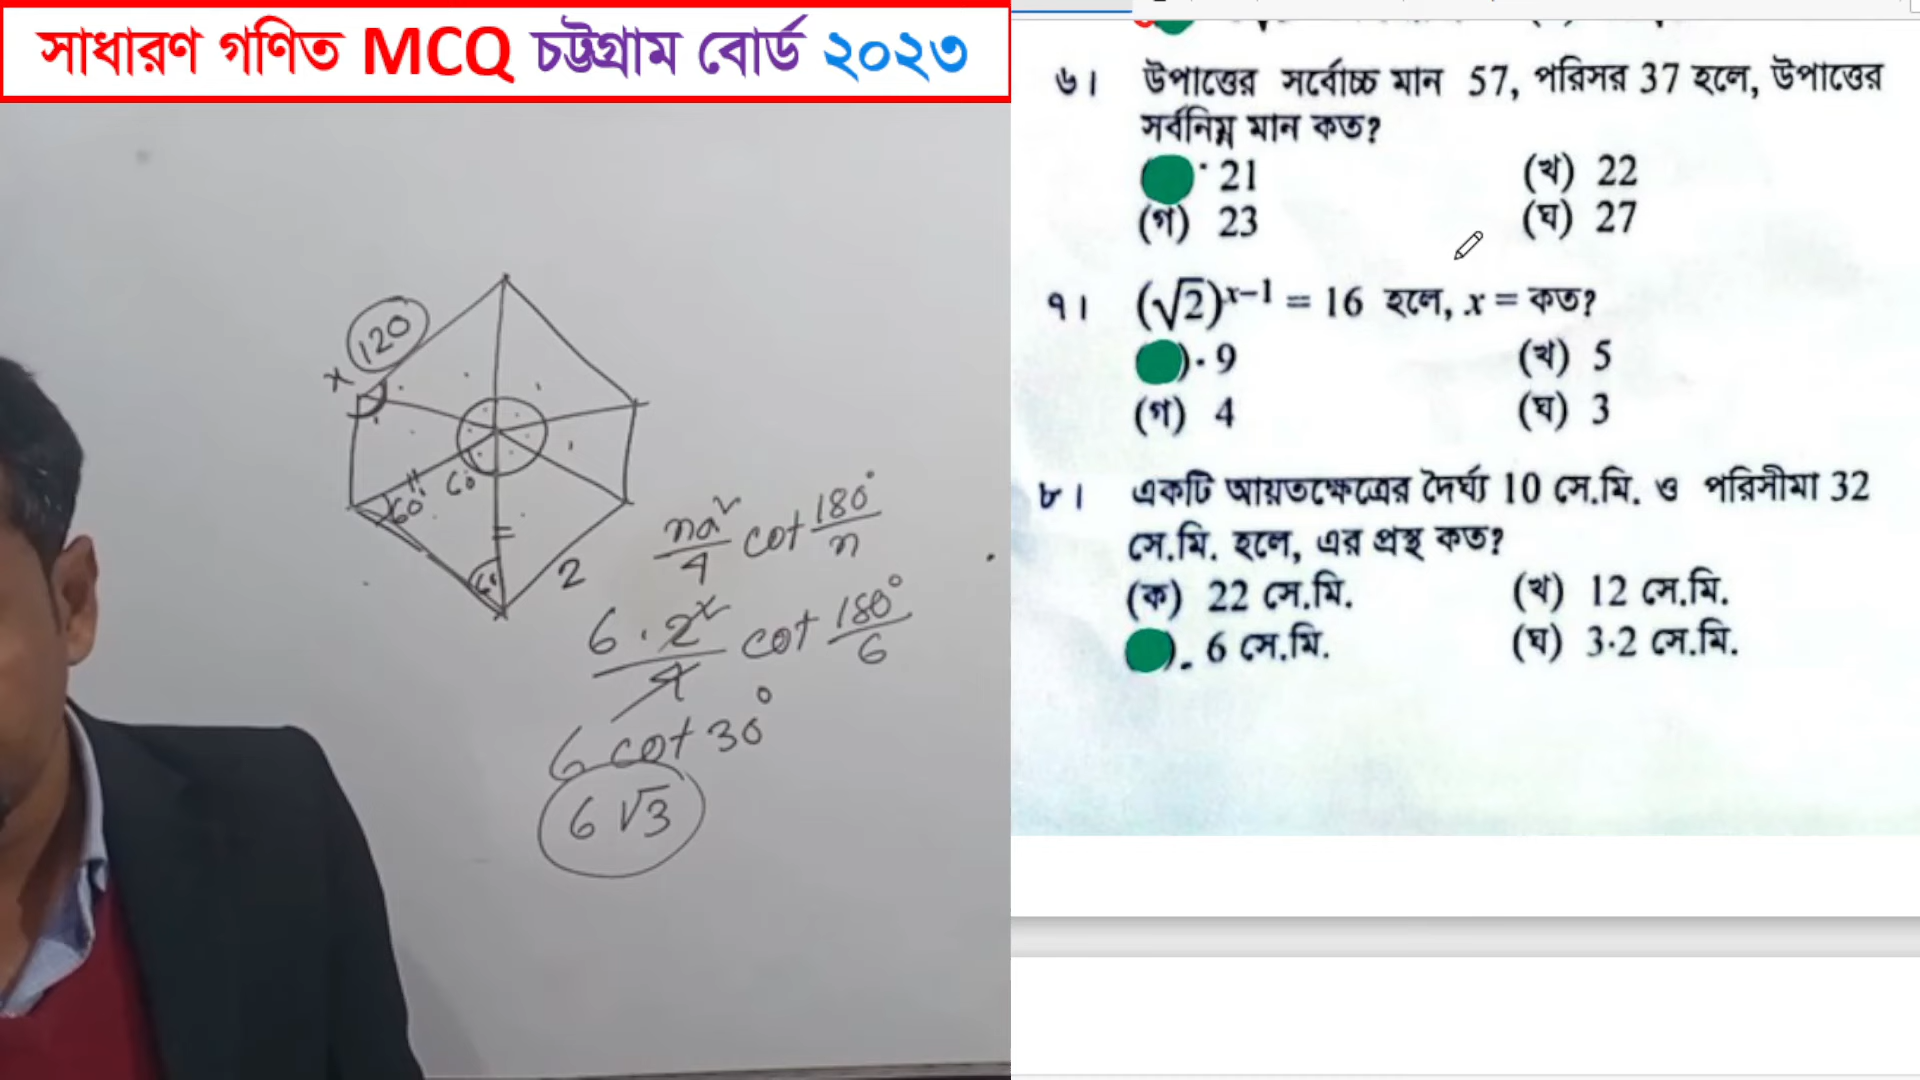 সাধারণ গণিত MCQ চট্টগ্রাম বোর্ড ২০২৩
120
x
60°
60
60
2
na²/4 cot 180°/n
6·2²/4 cot 180°/6
6 cot 30°
6√3
৬। উপাত্তের সর্বোচ্চ মান 57, পরিসর 37 হলে, উপাত্তের
সর্বনিম্ন মান কত?
21 (খ) 22
(গ) 23 (ঘ) 27
৭। (√2)^(x−1) = 16 হলে, x = কত?
9 (খ) 5
(গ) 4 (ঘ) 3
৮। একটি আয়তক্ষেত্রের দৈর্ঘ্য 10 সে.মি. ও পরিসীমা 32
সে.মি. হলে, এর প্রস্থ কত?
(ক) 22 সে.মি. (খ) 12 সে.মি.
6 সে.মি. (ঘ) 3·2 সে.মি.